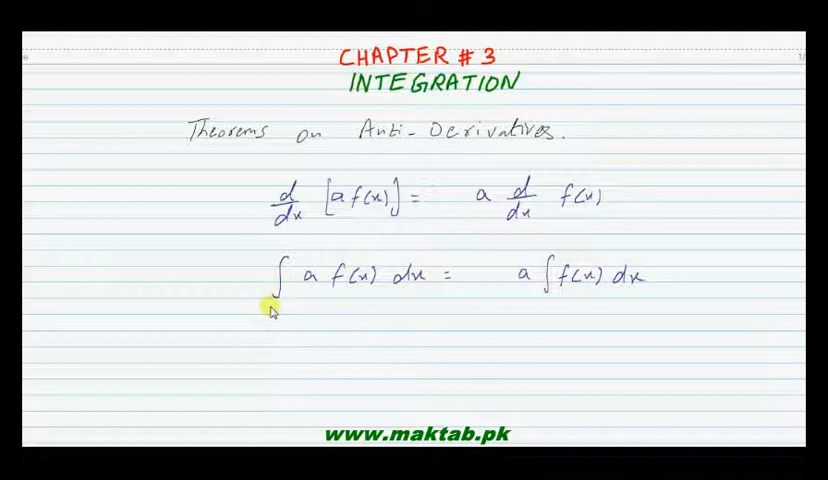 CHAPTER # 3
INTEGRATION
Theorems on Anti-Derivatives.
d/dx [a f(x)] = a d/dx f(x)
∫ a f(x) dx = a ∫ f(x) dx
www.maktab.pk